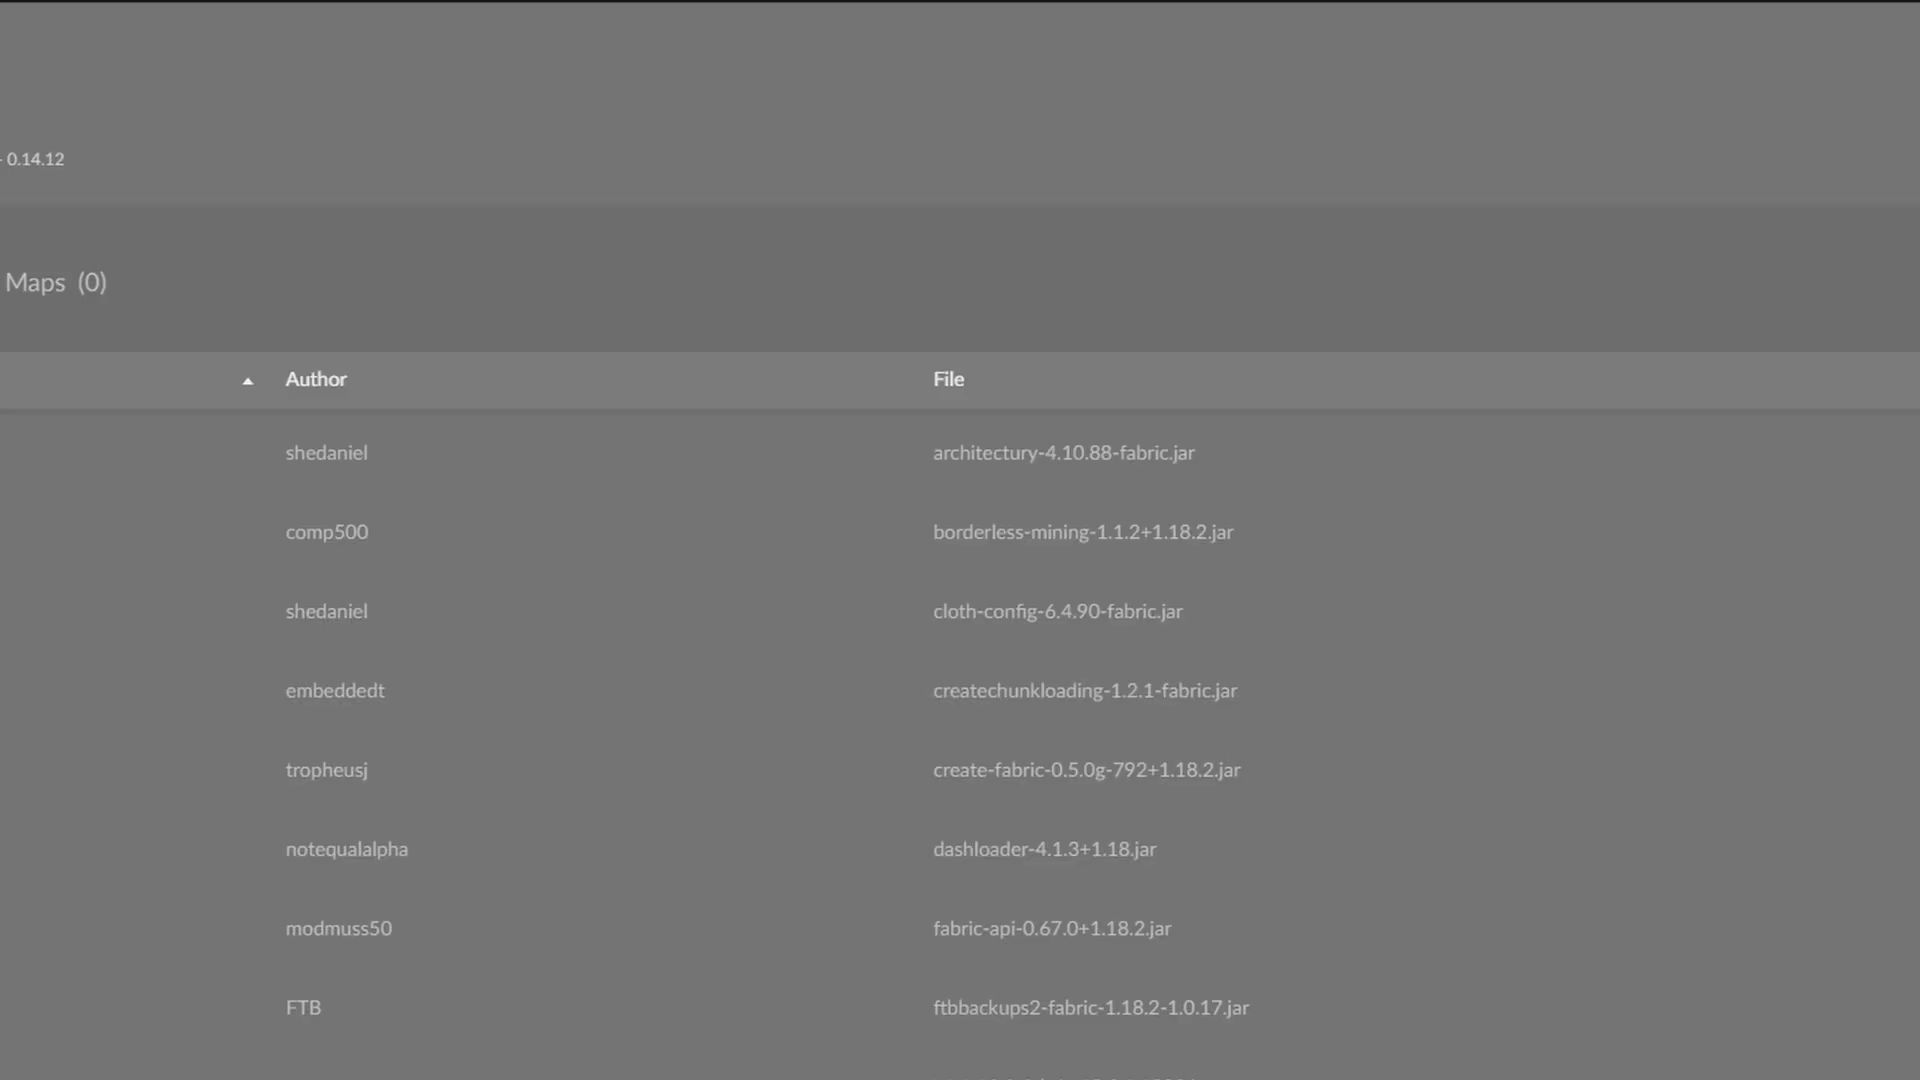 - 0.14.12
Maps (0)
Author File
shedaniel architectury-4.10.88-fabric.jar
comp500 borderless-mining-1.1.2+1.18.2.jar
shedaniel cloth-config-6.4.90-fabric.jar
embeddedt createchunkloading-1.2.1-fabric.jar
tropheusj create-fabric-0.5.0g-792+1.18.2.jar
notequalalpha dashloader-4.1.3+1.18.jar
modmuss50 fabric-api-0.67.0+1.18.2.jar
FTB ftbbackups2-fabric-1.18.2-1.0.17.jar